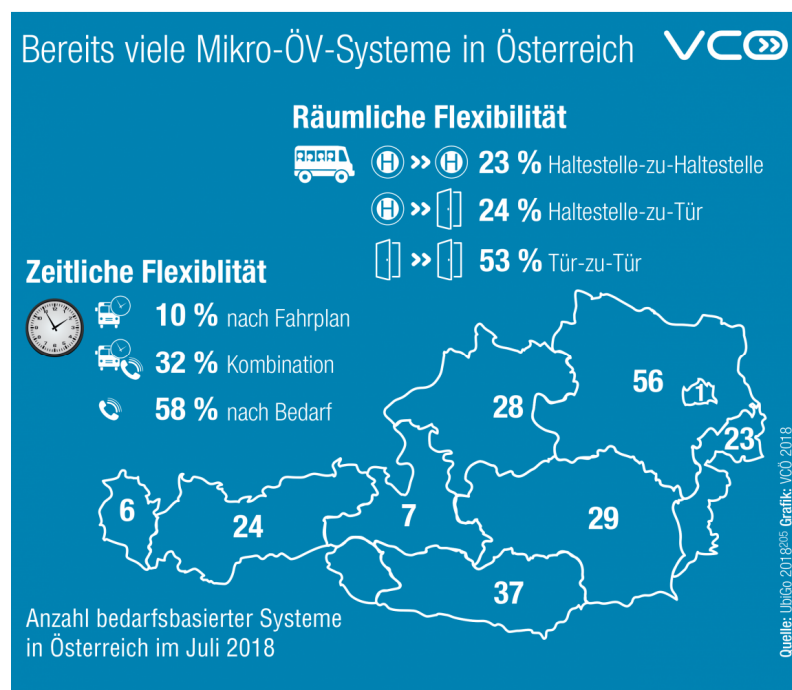 Bereits viele Mikro-ÖV-Systeme in Österreich
VCÖ
Räumliche Flexibilität
H H 23 % Haltestelle-zu-Haltestelle
H 24 % Haltestelle-zu-Tür
53 % Tür-zu-Tür
Zeitliche Flexiblität
10 % nach Fahrplan
32 % Kombination
58 % nach Bedarf
28
56
1
23
6
24
7
29
37
Anzahl bedarfsbasierter Systeme
in Österreich im Juli 2018
Quelle: UbiGo 2018²⁰⁵ Grafik: VCÖ 2018